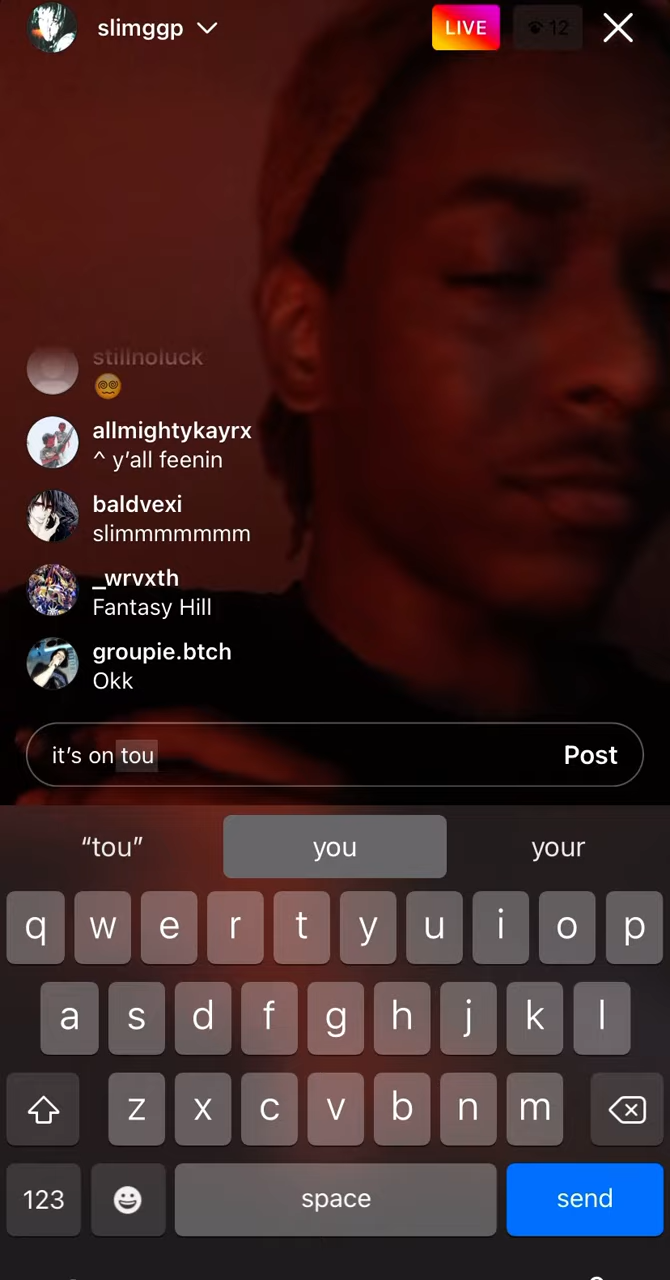 slimggp
LIVE
12
stillnoluck
😵‍💫
allmightykayrx
^ y'all feenin
baldvexi
slimmmmmmm
_wrvxth
Fantasy Hill
groupie.btch
Okk
it's on tou
Post
“tou”
you
your
q w e r t y u i o p
a s d f g h j k l
z x c v b n m
123
space
send